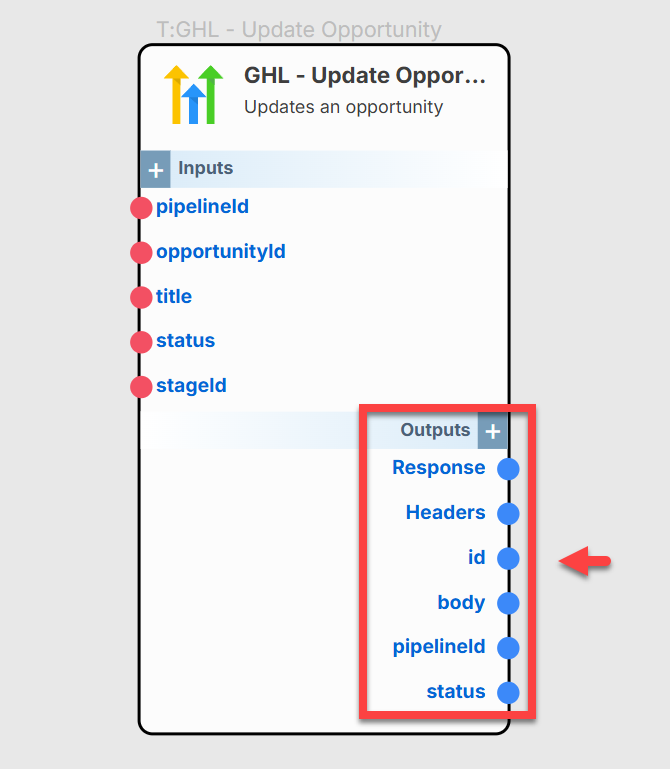 T:GHL - Update Opportunity
GHL - Update Oppor...
Updates an opportunity
+ Inputs
pipelineId
opportunityId
title
status
stageId
Outputs +
Response
Headers
id
body
pipelineId
status